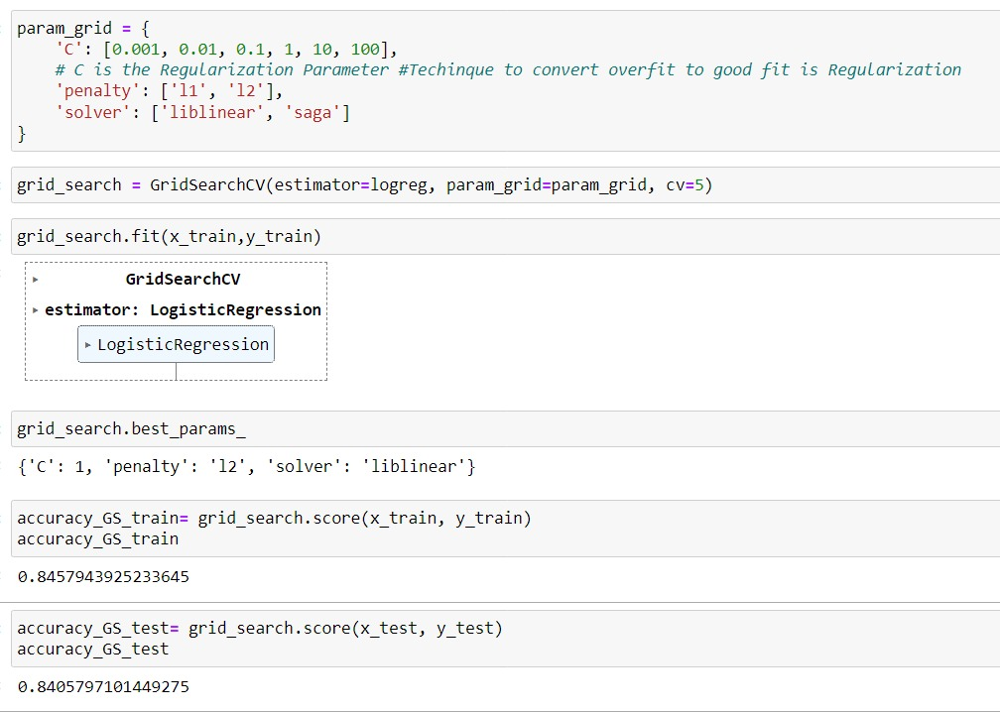 param_grid = {
    'C': [0.001, 0.01, 0.1, 1, 10, 100],
    # C is the Regularization Parameter #Techinque to convert overfit to good fit is Regularization
    'penalty': ['l1', 'l2'],
    'solver': ['liblinear', 'saga']
}
grid_search = GridSearchCV(estimator=logreg, param_grid=param_grid, cv=5)
grid_search.fit(x_train,y_train)
GridSearchCV
estimator: LogisticRegression
LogisticRegression
grid_search.best_params_
{'C': 1, 'penalty': 'l2', 'solver': 'liblinear'}
accuracy_GS_train= grid_search.score(x_train, y_train)
accuracy_GS_train
0.8457943925233645
accuracy_GS_test= grid_search.score(x_test, y_test)
accuracy_GS_test
0.8405797101449275